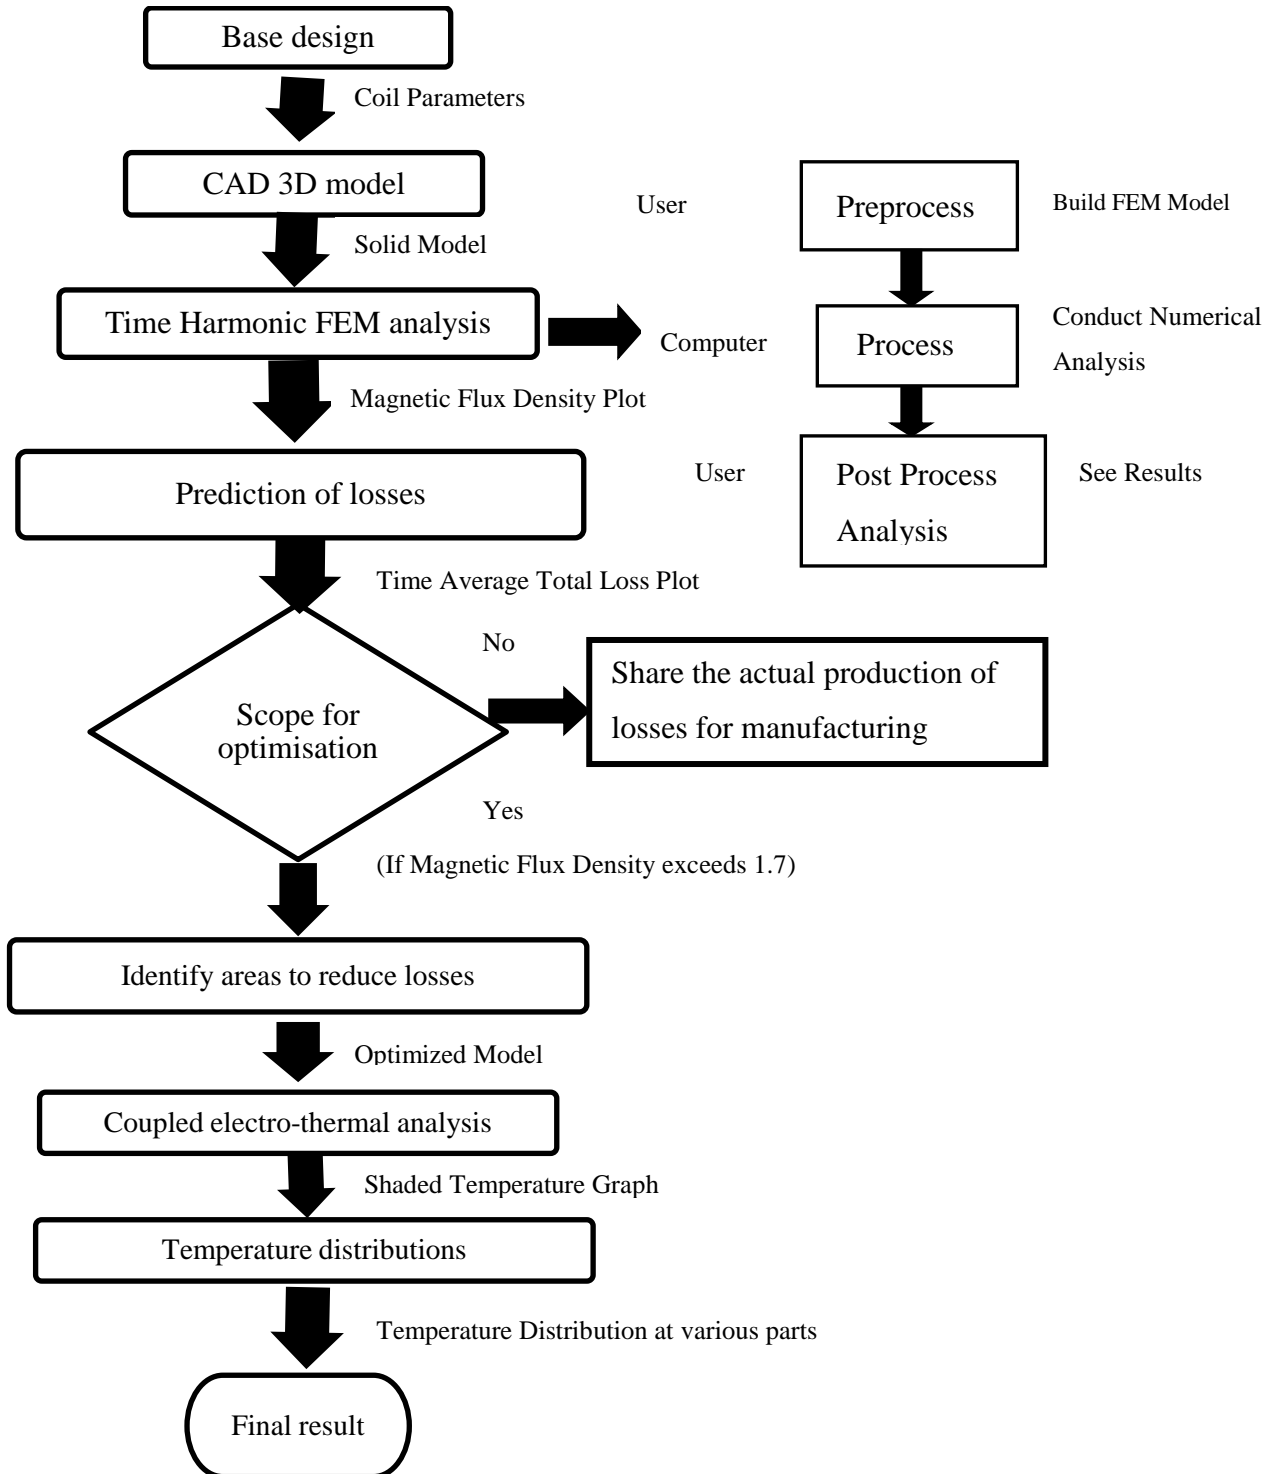 Base design
Coil Parameters
CAD 3D model
Solid Model
Time Harmonic FEM analysis
Magnetic Flux Density Plot
Prediction of losses
Time Average Total Loss Plot
Scope for
optimisation
No
Share the actual production of
losses for manufacturing
Yes
(If Magnetic Flux Density exceeds 1.7)
Identify areas to reduce losses
Optimized Model
Coupled electro-thermal analysis
Shaded Temperature Graph
Temperature distributions
Temperature Distribution at various parts
Final result
User
Preprocess
Build FEM Model
Computer
Process
Conduct Numerical
Analysis
User
Post Process
Analysis
See Results